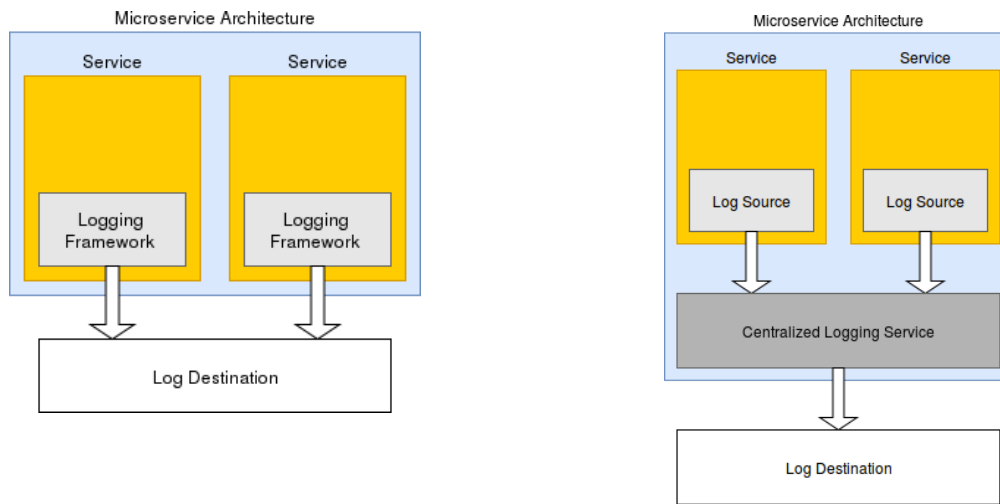 Microservice Architecture
Service
Service
Logging
Framework
Logging
Framework
Log Destination
Microservice Architecture
Service
Service
Log Source
Log Source
Centralized Logging Service
Log Destination